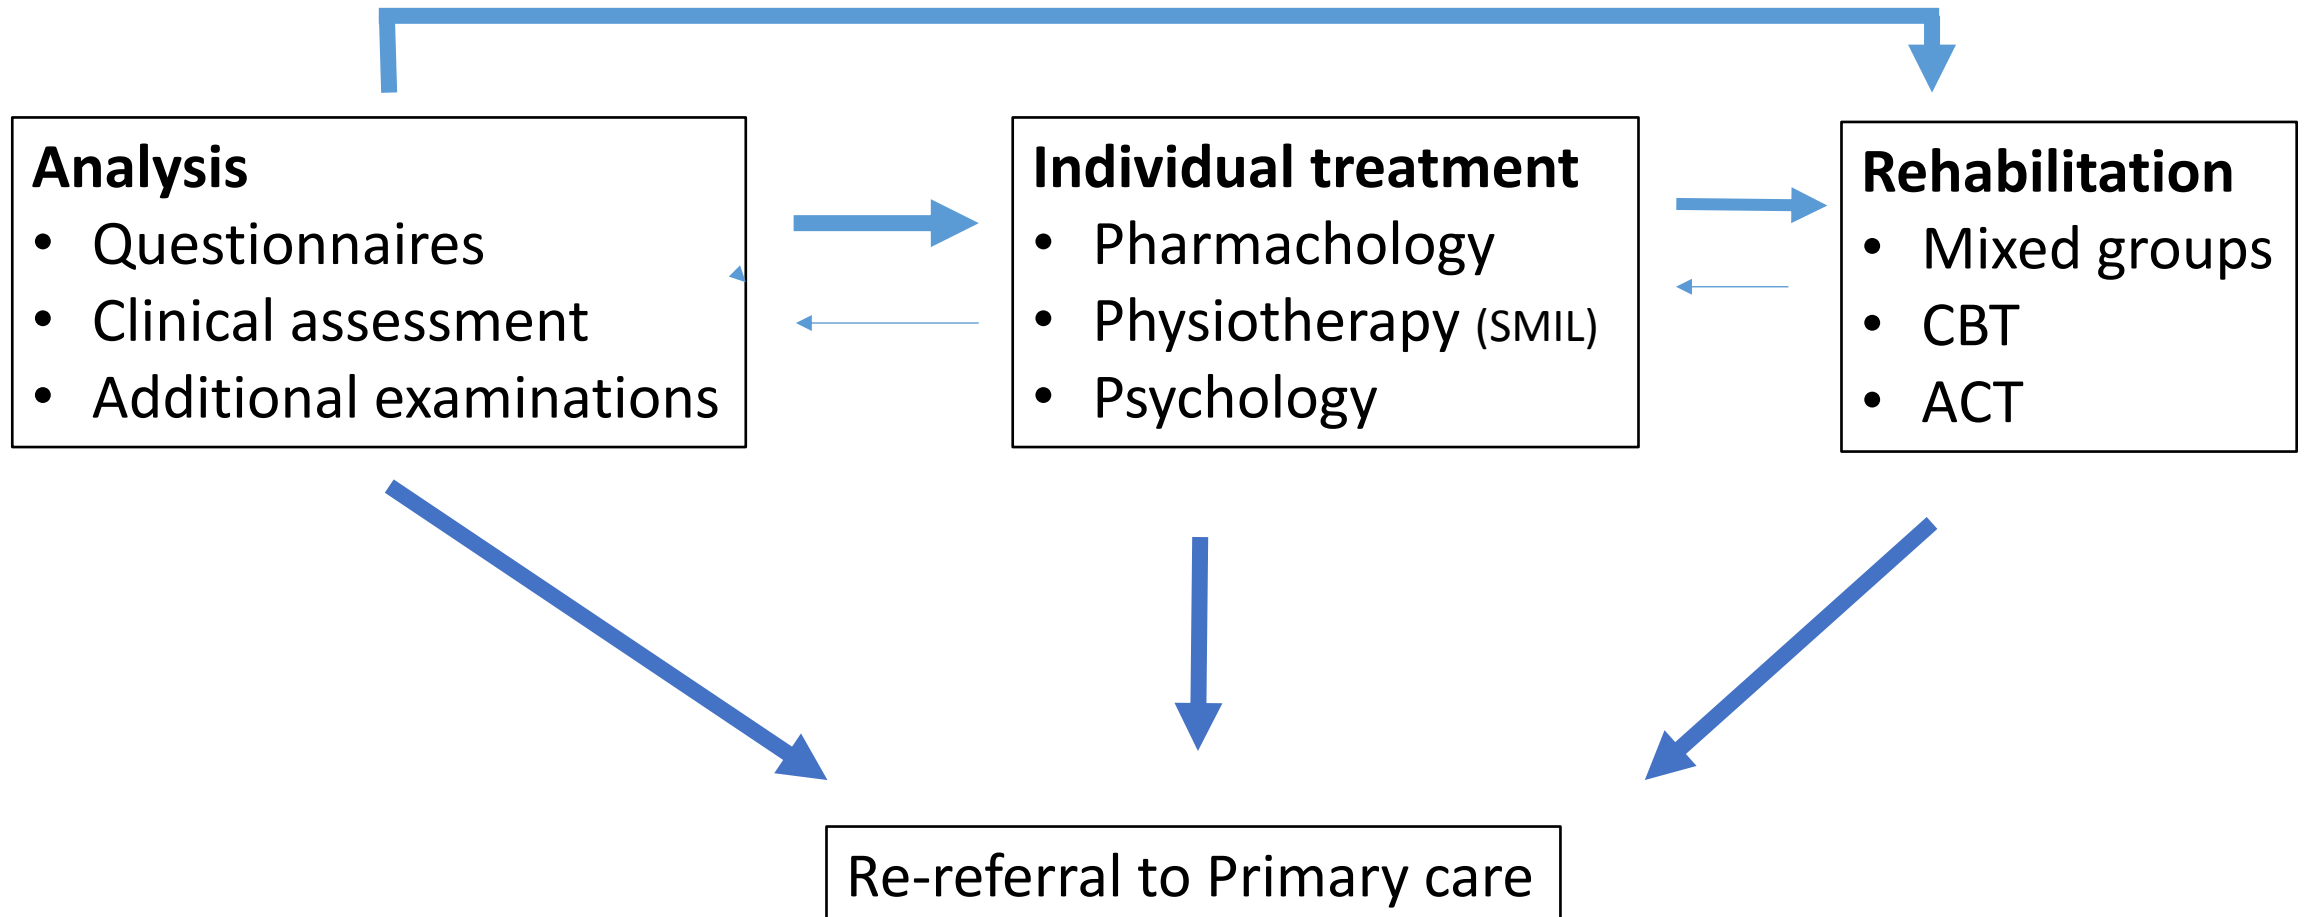 Analysis
• Questionnaires
• Clinical assessment
• Additional examinations
Individual treatment
• Pharmachology
• Physiotherapy (SMIL)
• Psychology
Rehabilitation
• Mixed groups
• CBT
• ACT
Re-referral to Primary care